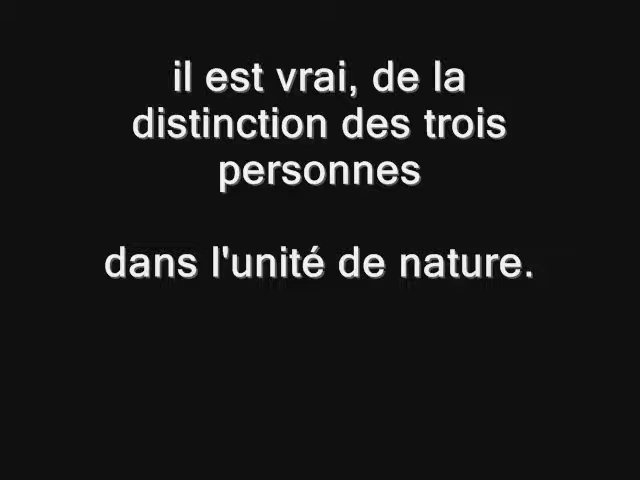 il est vrai, de la
distinction des trois
personnes
dans l'unité de nature.